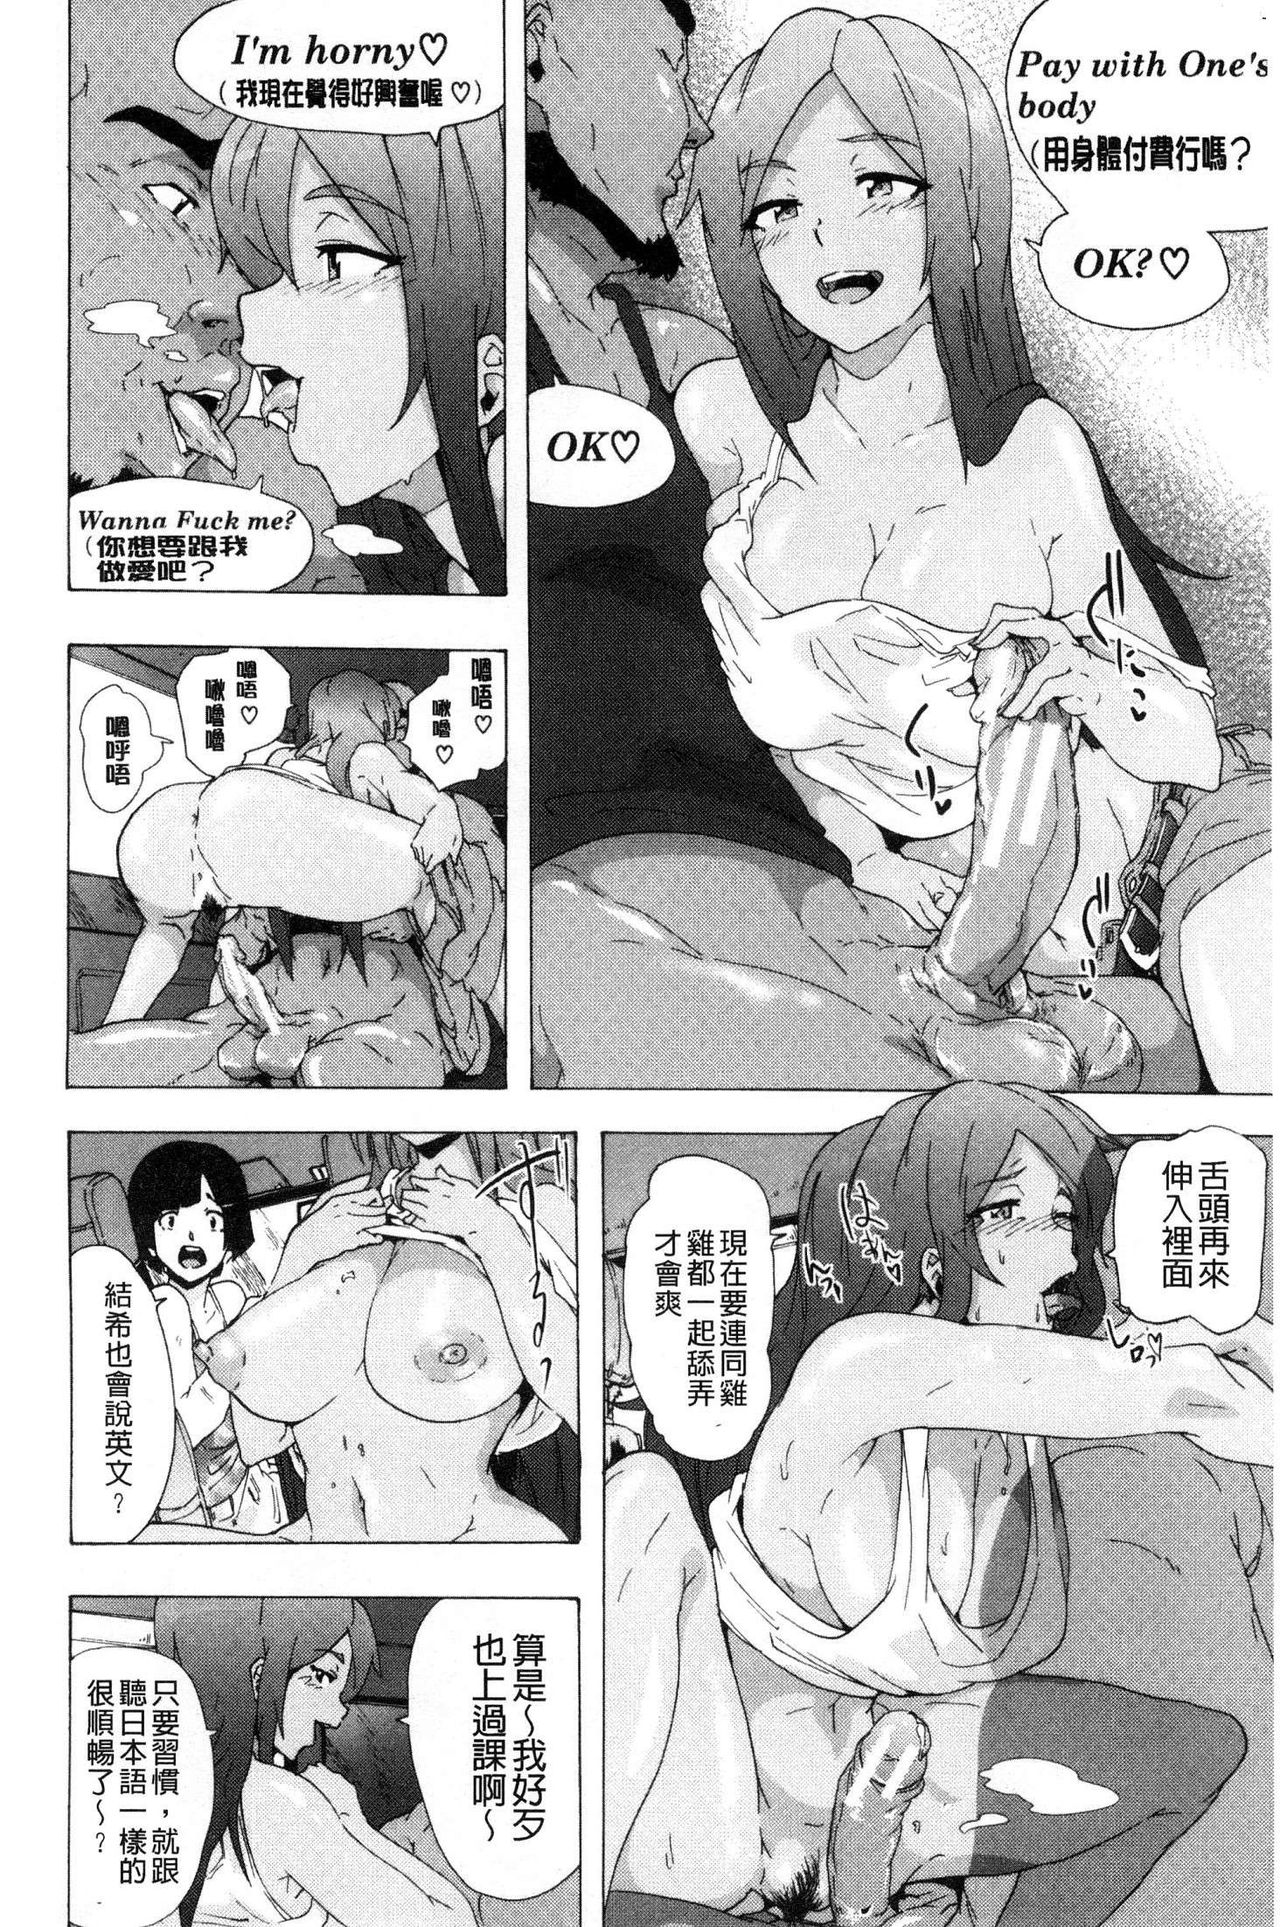 Pay with One's
body
(用身體付費行嗎？
OK?♡
OK♡
I'm horny♡
(我現在覺得好興奮喔♡)
Wanna Fuck me?
(你想要跟我
做愛吧？
嗯唔♡
啾嚕♡
嗯唔♡
啾嚕嚕
嗯呼唔
舌頭再來
伸入裡面
現在要連同雞
雞都一起舔弄
才會爽
結希也會說英文？
算是～我好歹
也上過課啊～
只要習慣，就跟
聽日本語一樣的
很順暢了～？